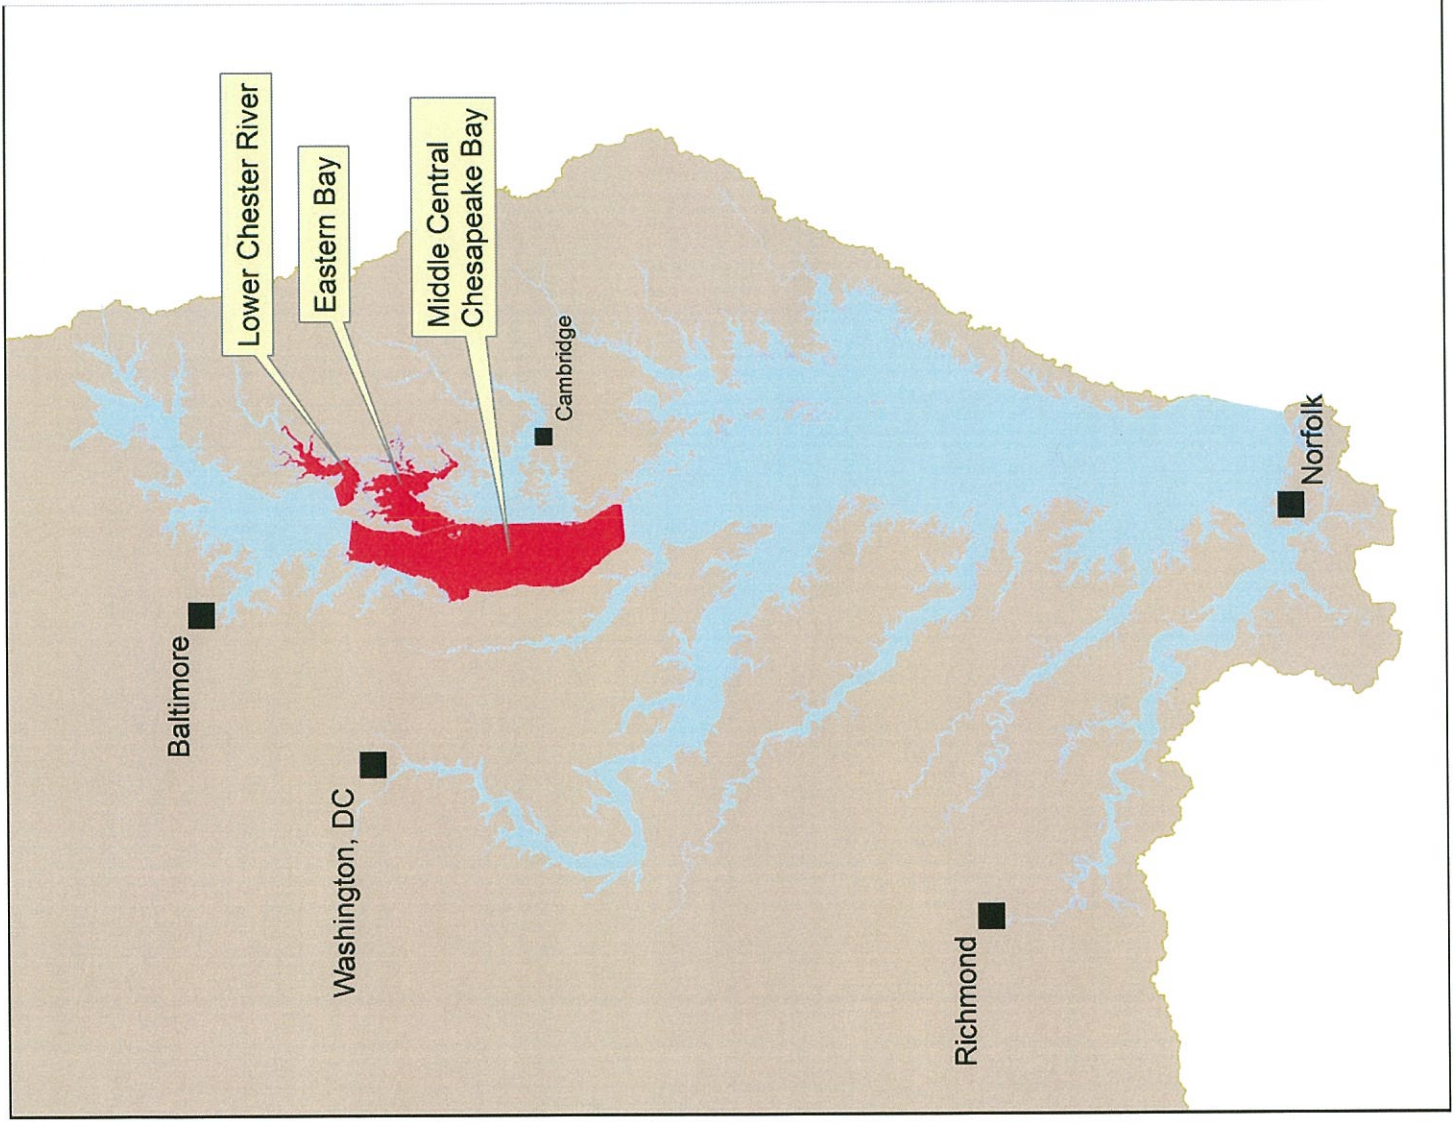 Lower Chester River
Eastern Bay
Middle Central
Chesapeake Bay
Cambridge
Baltimore
Washington, DC
Richmond
Norfolk